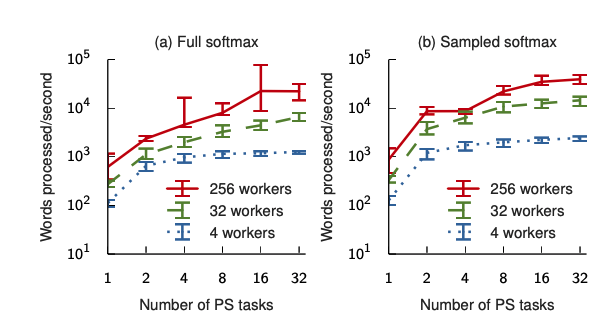 (a) Full softmax
Words processed/second
10^5
10^4
10^3
10^2
10^1
256 workers
32 workers
4 workers
1 2 4 8 16 32
Number of PS tasks
(b) Sampled softmax
Words processed/second
10^5
10^4
10^3
10^2
10^1
256 workers
32 workers
4 workers
1 2 4 8 16 32
Number of PS tasks